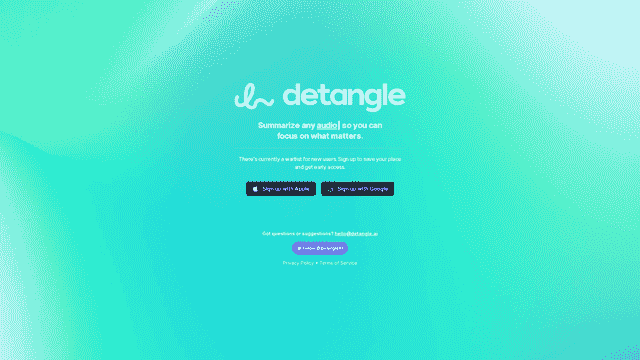 detangle
Summarize any audio so you can
focus on what matters.
There's currently a waitlist for new users. Sign up to save your place
and get early access.
Sign up with Apple
Sign up with Google
Got questions or suggestions? hello@detangle.ai
Privacy Policy • Terms of Service